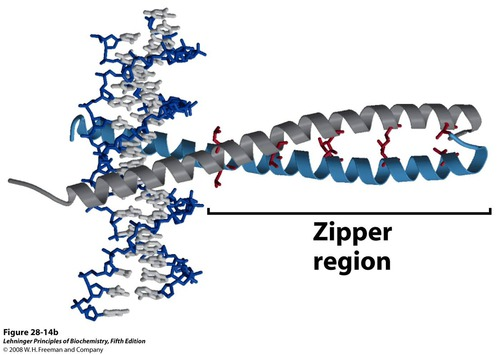 Zipper
region
Figure 28-14b
Lehninger Principles of Biochemistry, Fifth Edition
© 2008 W. H. Freeman and Company